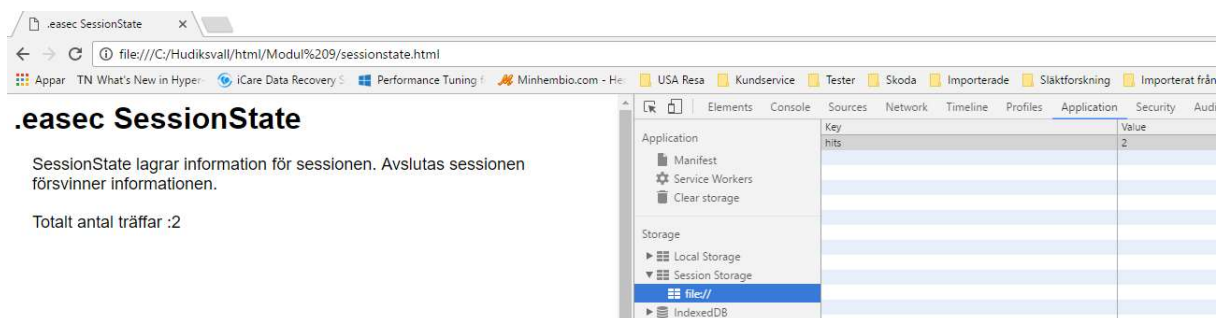 .easec SessionState
file:///C:/Hudiksvall/html/Modul%209/sessionstate.html
Appar TN What's New in Hyper- iCare Data Recovery S Performance Tuning f Minhembio.com - He USA Resa Kundservice Tester Skoda Importerade Släktforskning Importerat från
.easec SessionState
SessionState lagrar information för sessionen. Avslutas sessionen
försvinner informationen.
Totalt antal träffar :2
Elements Console Sources Network Timeline Profiles Application Security Audi
Application
Manifest
Service Workers
Clear storage
Storage
Local Storage
Session Storage
file://
IndexedDB
Key Value
hits 2